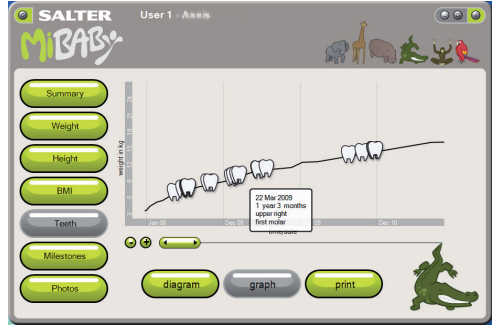 SALTER
MiBABy
User 1 -
Summary
Weight
Height
BMI
Teeth
Milestones
Photos
weight in kg
Jan 08
Dec 08
09
Dec 10
22 Mar 2009
1 year 3 months
upper right
first molar
time/date
diagram
graph
print